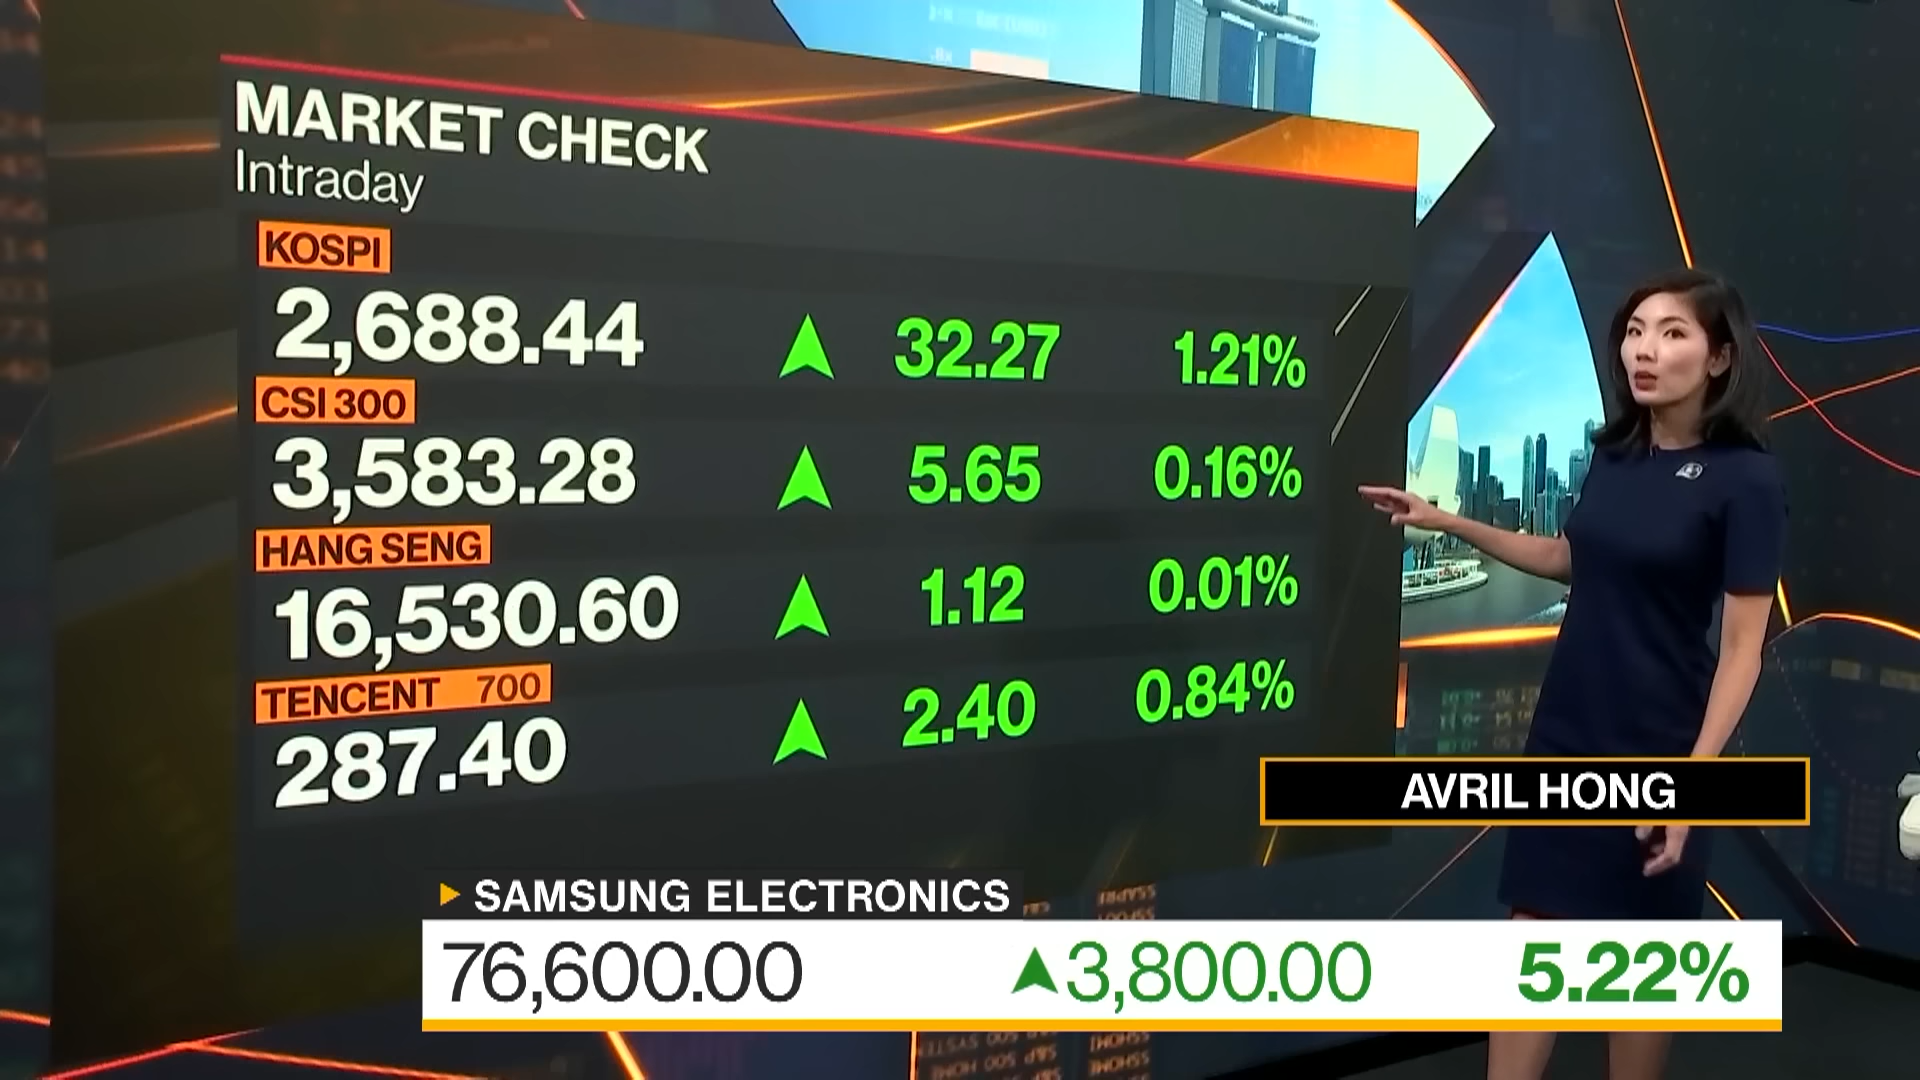 MARKET CHECK
Intraday
KOSPI
2,688.44 ▲ 32.27 1.21%
CSI 300
3,583.28 ▲ 5.65 0.16%
HANG SENG
16,530.60 ▲ 1.12 0.01%
TENCENT 700
287.40 ▲ 2.40 0.84%
AVRIL HONG
SAMSUNG ELECTRONICS
76,600.00 ▲3,800.00 5.22%